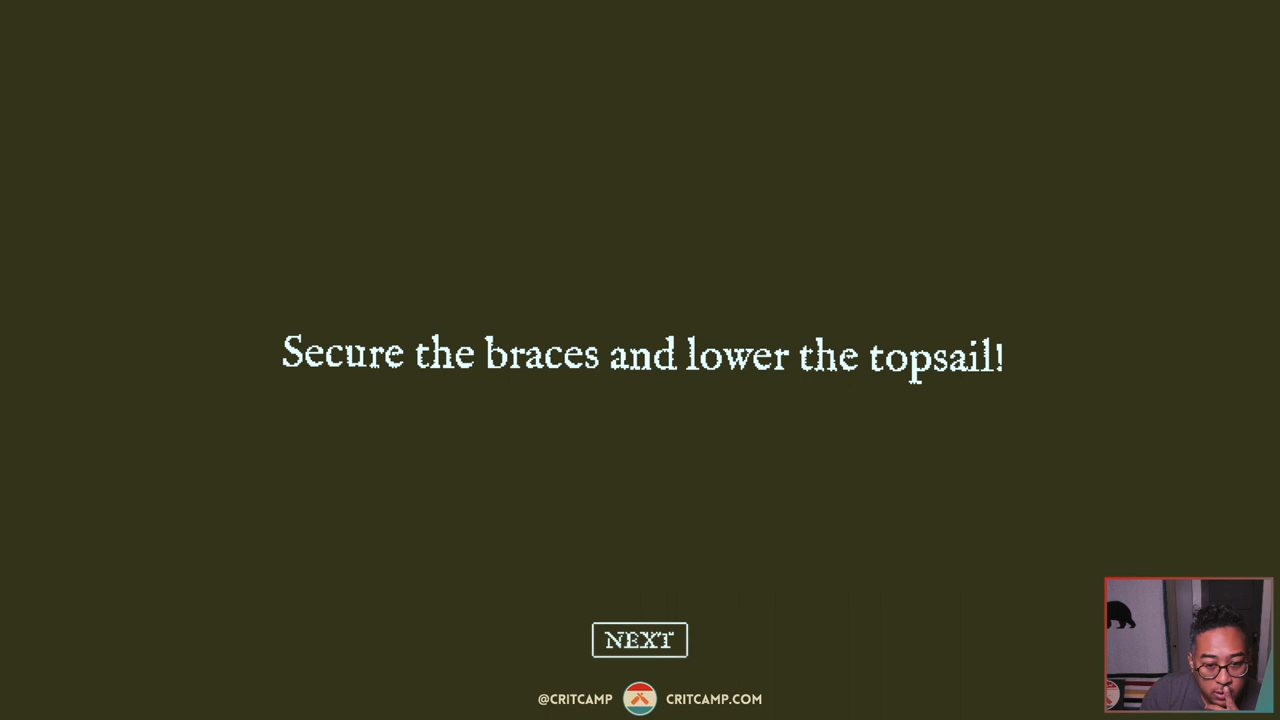 Secure the braces and lower the topsail!
NEXT
@CRITCAMP CRITCAMP.COM